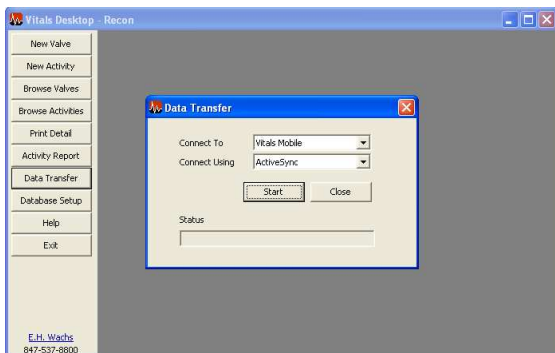 Vitals Desktop - Recon
New Valve
New Activity
Browse Valves
Browse Activities
Print Detail
Activity Report
Data Transfer
Database Setup
Help
Exit
E.H. Wachs
847-537-8800
Data Transfer
Connect To Vitals Mobile
Connect Using ActiveSync
Start Close
Status